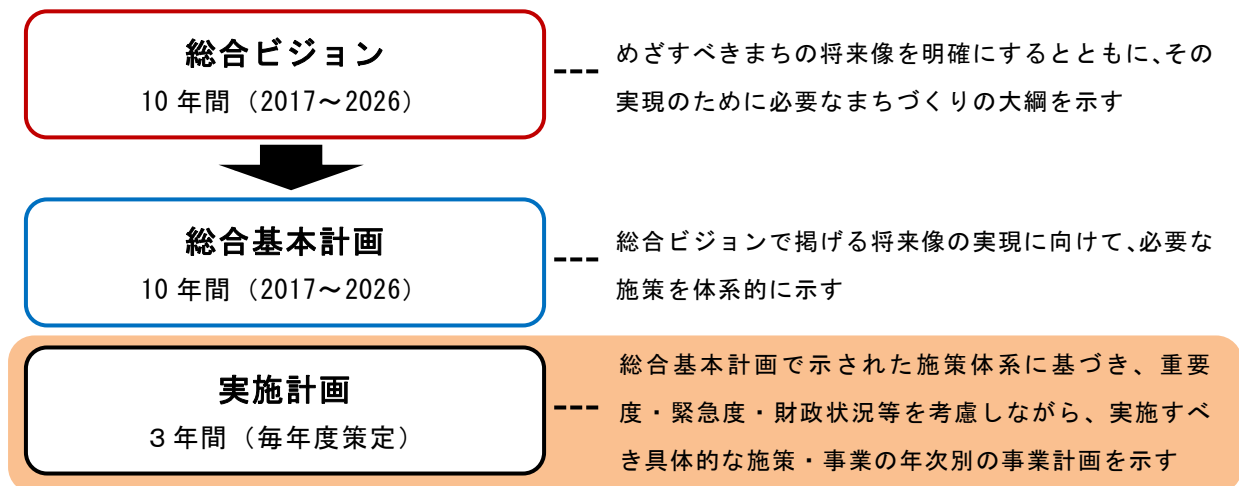 総合ビジョン
10年間（2017～2026）
--- めざすべきまちの将来像を明確にするとともに、その
実現のために必要なまちづくりの大綱を示す
総合基本計画
10年間（2017～2026）
--- 総合ビジョンで掲げる将来像の実現に向けて、必要な
施策を体系的に示す
実施計画
３年間（毎年度策定）
--- 総合基本計画で示された施策体系に基づき、重要
度・緊急度・財政状況等を考慮しながら、実施すべ
き具体的な施策・事業の年次別の事業計画を示す